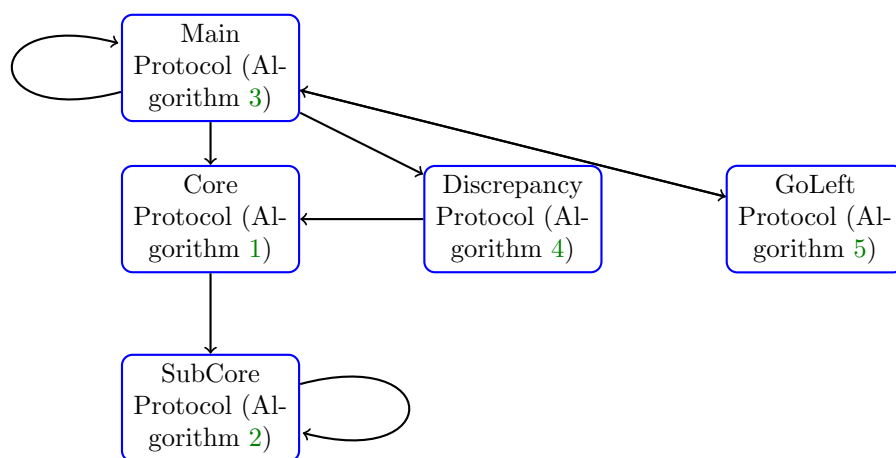 Main
Protocol (Al-
gorithm 3)
Core
Protocol (Al-
gorithm 1)
Discrepancy
Protocol (Al-
gorithm 4)
GoLeft
Protocol (Al-
gorithm 5)
SubCore
Protocol (Al-
gorithm 2)